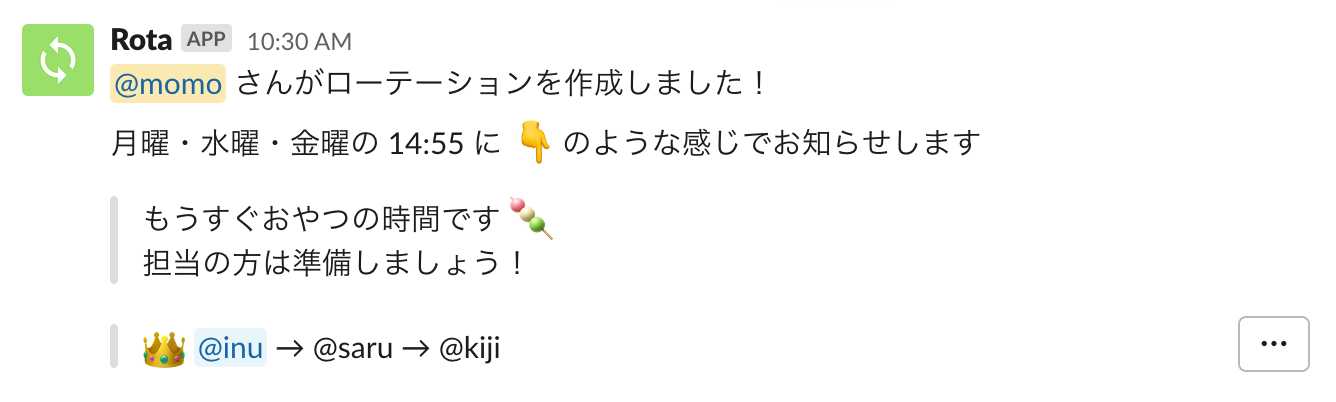 Rota APP 10:30 AM
@momo さんがローテーションを作成しました！
月曜・水曜・金曜の 14:55 に 👇 のような感じでお知らせします
もうすぐおやつの時間です 🍡
担当の方は準備しましょう！
👑 @inu → @saru → @kiji